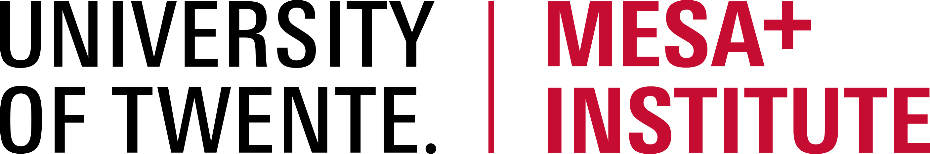 UNIVERSITY
OF TWENTE.
MESA+
INSTITUTE